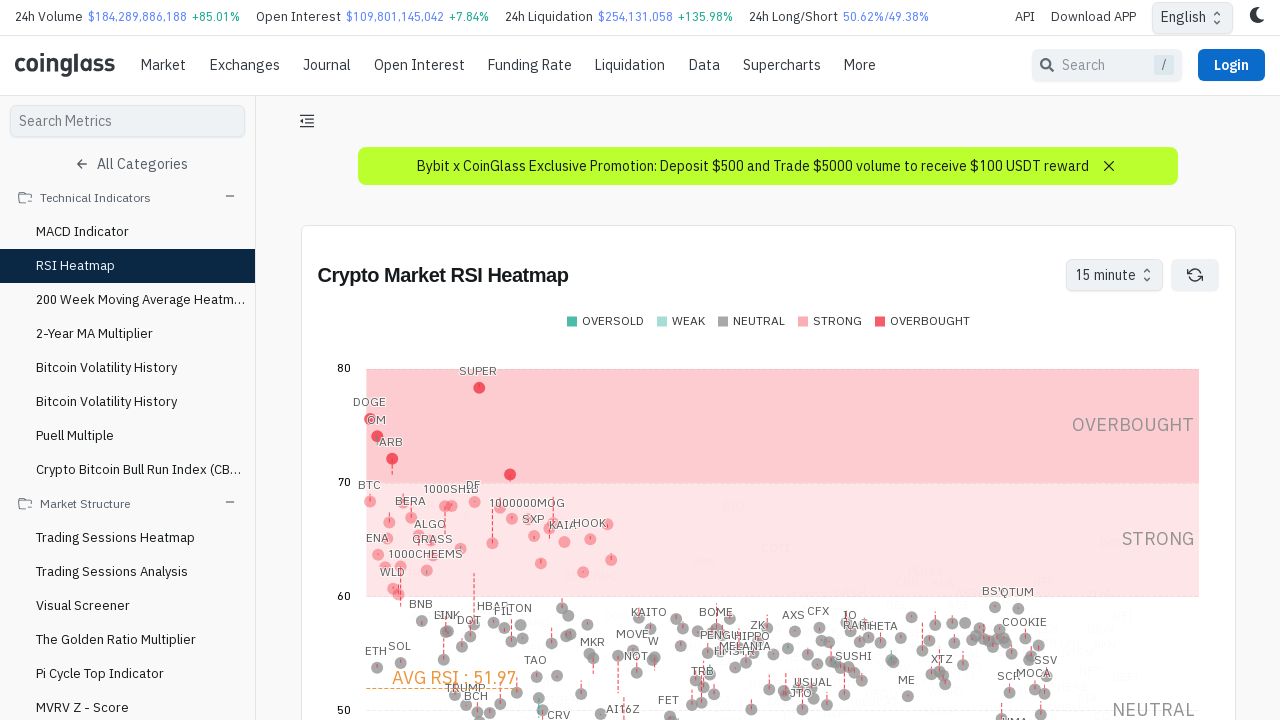 24h Volume $184,289,886,188 +85.01% Open Interest $109,801,145,042 +7.84% 24h Liquidation $254,131,058 +135.98% 24h Long/Short 50.62%/49.38% API Download APP English
coinglass Market Exchanges Journal Open Interest Funding Rate Liquidation Data Supercharts More Search / Login
Search Metrics
All Categories
Technical Indicators
MACD Indicator
RSI Heatmap
200 Week Moving Average Heatm...
2-Year MA Multiplier
Bitcoin Volatility History
Bitcoin Volatility History
Puell Multiple
Crypto Bitcoin Bull Run Index (CB...
Market Structure
Trading Sessions Heatmap
Trading Sessions Analysis
Visual Screener
The Golden Ratio Multiplier
Pi Cycle Top Indicator
MVRV Z - Score
Bybit x CoinGlass Exclusive Promotion: Deposit $500 and Trade $5000 volume to receive $100 USDT reward
Crypto Market RSI Heatmap 15 minute
OVERSOLD WEAK NEUTRAL STRONG OVERBOUGHT
80
SUPER
DOGE
OM
OVERBOUGHT
ARB
70
BTC
1000SHIB
DF
BERA
1000000MOG
ALGO
SXP
KAIA
HOOK
ENA
GRASS
STRONG
1000CHEEMS
WLD
60
BSV
QTUM
BNB
HBAR
FIL
TON
LINK
DOT
KAITO
BOME
AXS
CFX
IO
COOKIE
ZK
THETA
MOVE
W
PENGU
HIPPO
MKR
MELANIA
ETH
SOL
NOT
SUSHI
XTZ
SSV
TAO
TRB
AVG RSI : 51.97
MOCA
ME
TRUMP
BCH
USUAL
JTO
FET
AI16Z
CRV
50
NEUTRAL